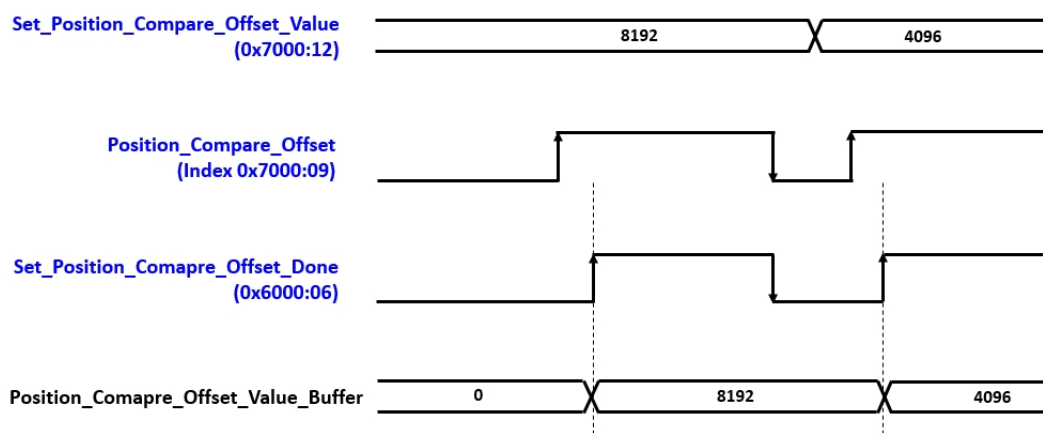 Set_Position_Compare_Offset_Value
(0x7000:12)
8192
4096
Position_Compare_Offset
(Index 0x7000:09)
Set_Position_Comapre_Offset_Done
(0x6000:06)
Position_Comapre_Offset_Value_Buffer
0
8192
4096